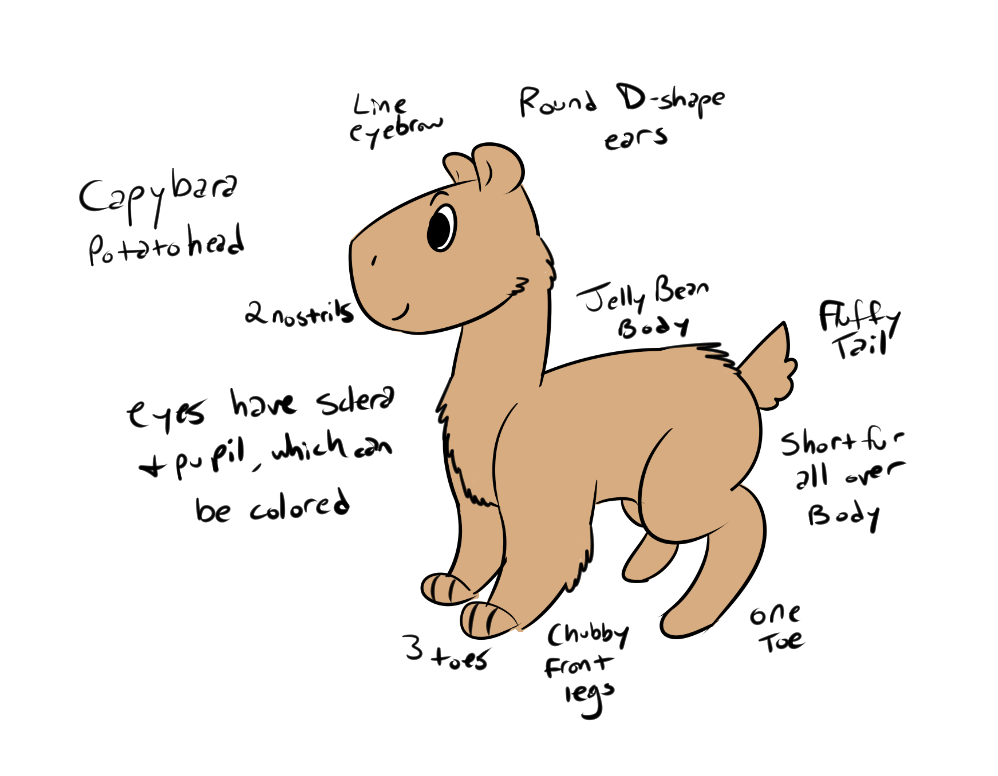 Line
eyebrow
Round D-shape
ears
Capybara
Potatohead
2 nostrils
Jelly Bean
Body
Fluffy
Tail
eyes have sclera
+ pupil, which can
be colored
Short fur
all over
Body
3 toes
Chubby
front
legs
one
Toe